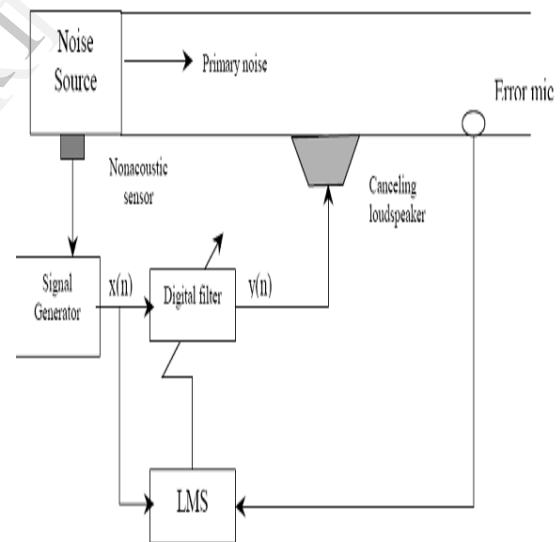 Noise
Source
Primary noise
Error mic
Nonacoustic
sensor
Canceling
loudspeaker
Signal
Generator
x(n)
Digital filter
y(n)
LMS